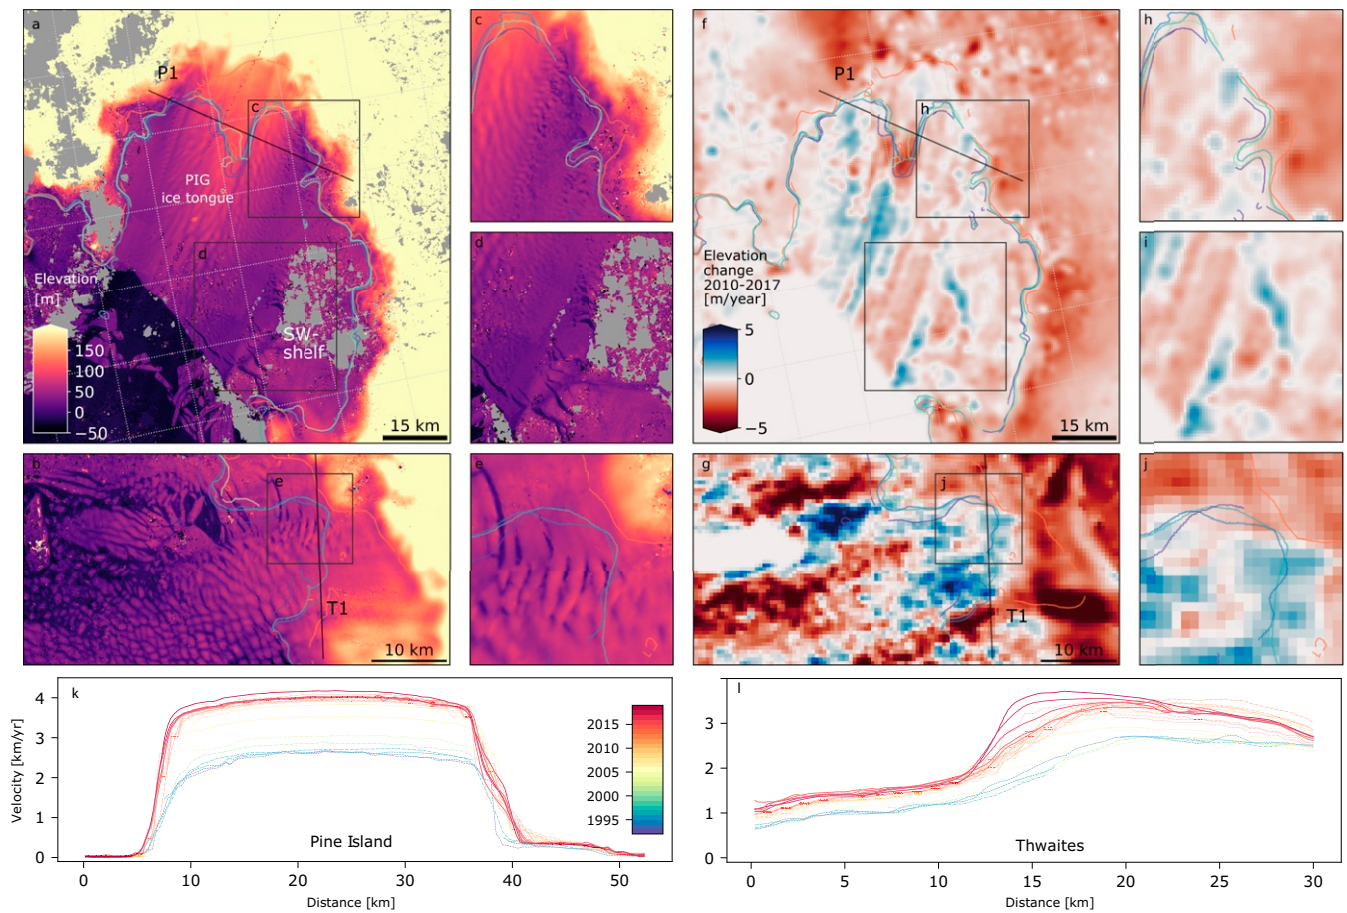 a
P1
c
PIG
ice tongue
d
Elevation
[m]
150
100
50
0
−50
SW-
shelf
15 km
c
d
f
P1
h
Elevation
change
2010-2017
[m/year]
5
0
−5
15 km
h
i
b
e
T1
10 km
e
g
j
T1
10 km
j
k
4
3
2
1
0
Velocity [km/yr]
2015
2010
2005
2000
1995
Pine Island
0
10
20
30
40
50
Distance [km]
l
3
2
1
0
Thwaites
0
5
10
15
20
25
30
Distance [km]